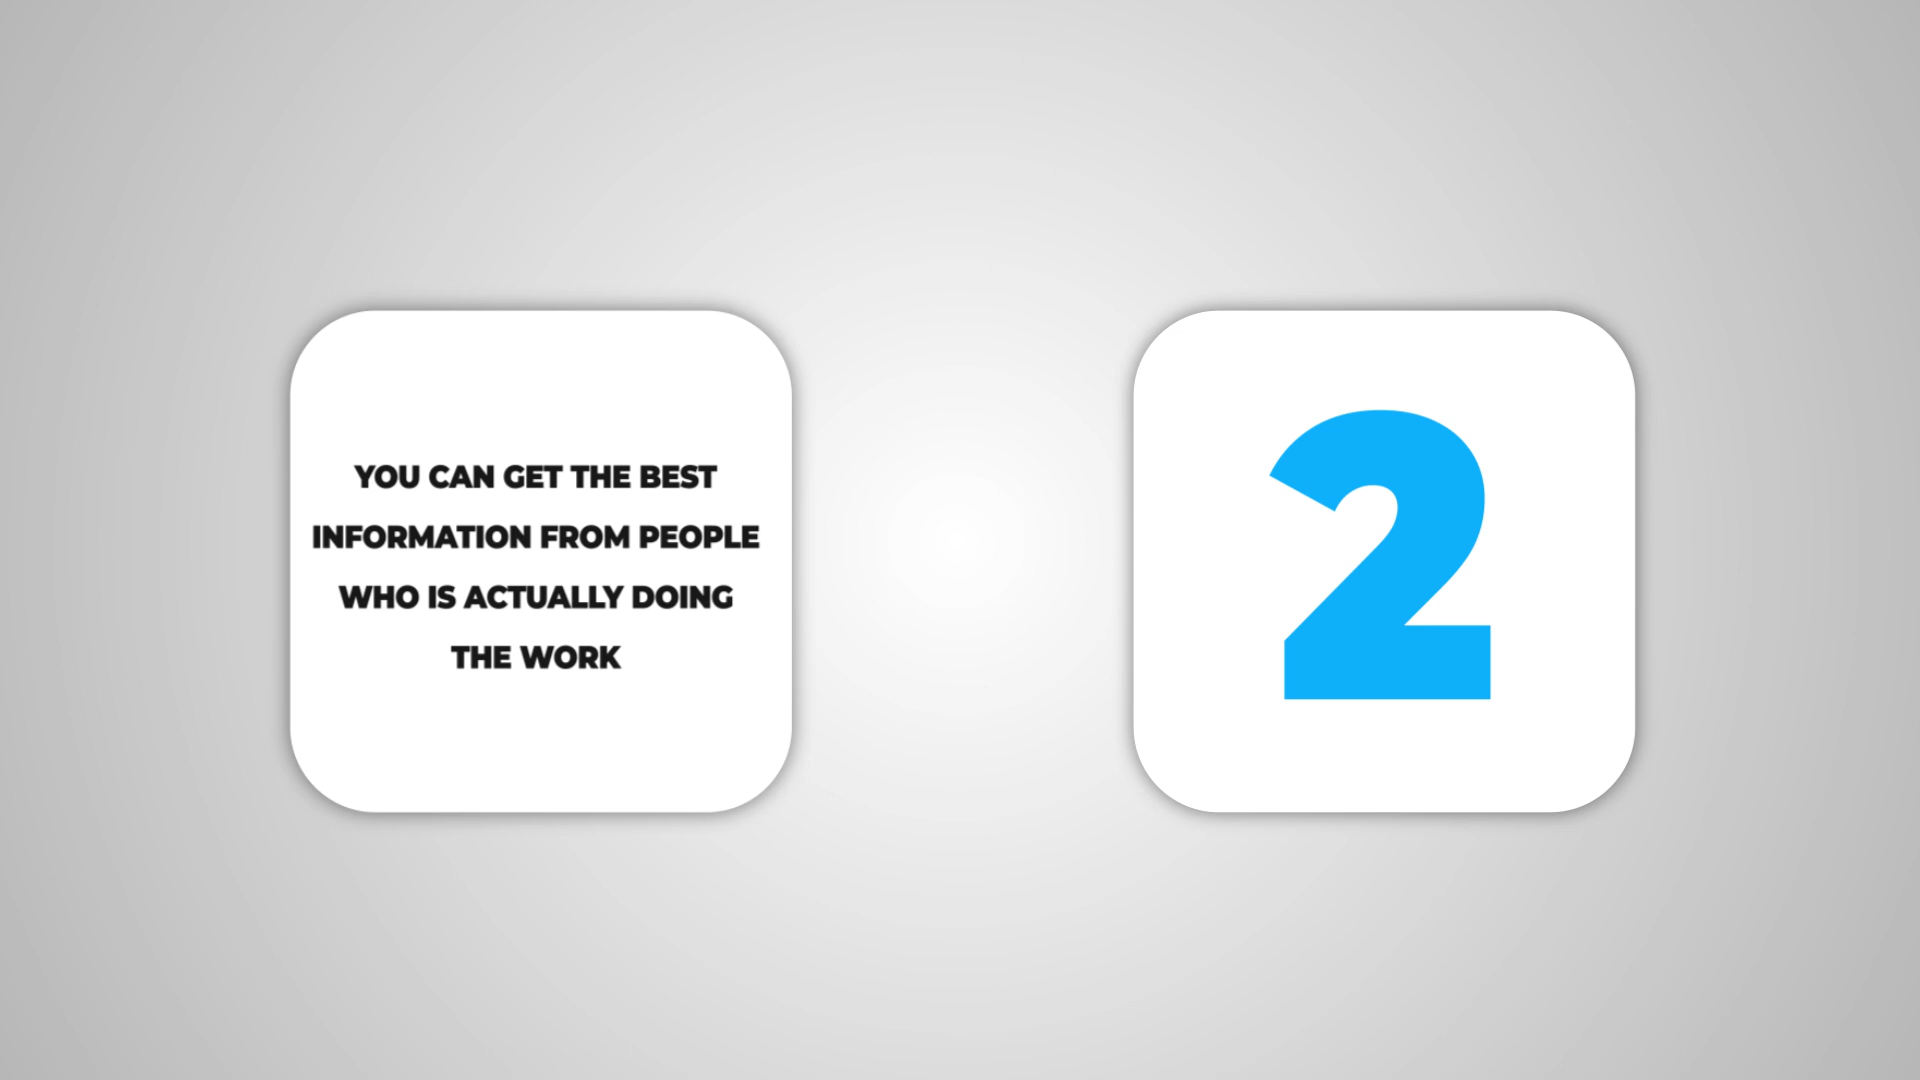 YOU CAN GET THE BEST
INFORMATION FROM PEOPLE
WHO IS ACTUALLY DOING
THE WORK
2